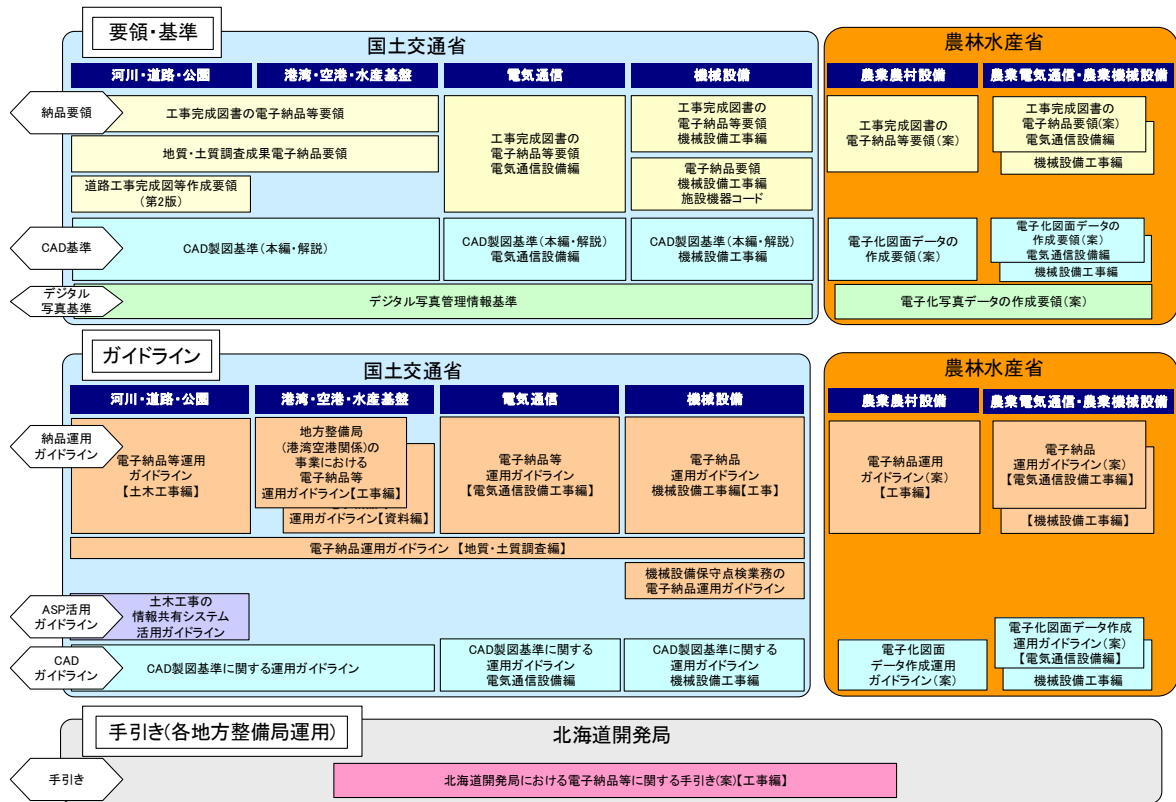 要領・基準
国土交通省
農林水産省
河川・道路・公園
港湾・空港・水産基盤
電気通信
機械設備
農業農村設備
農業電気通信・農業機械設備
納品要領
工事完成図書の電子納品等要領
地質・土質調査成果電子納品要領
道路工事完成図等作成要領
(第2版)
工事完成図書の
電子納品等要領
電気通信設備編
工事完成図書の
電子納品等要領
機械設備工事編
電子納品要領
機械設備工事編
施設機器コード
工事完成図書の
電子納品等要領(案)
工事完成図書の
電子納品要領(案)
電気通信設備編
機械設備工事編
CAD基準
CAD製図基準(本編・解説)
CAD製図基準(本編・解説)
電気通信設備編
CAD製図基準(本編・解説)
機械設備工事編
電子化図面データの
作成要領(案)
電子化図面データの
作成要領(案)
電気通信設備編
機械設備工事編
デジタル
写真基準
デジタル写真管理情報基準
電子化写真データの作成要領(案)
ガイドライン
国土交通省
農林水産省
河川・道路・公園
港湾・空港・水産基盤
電気通信
機械設備
農業農村設備
農業電気通信・農業機械設備
納品運用
ガイドライン
電子納品等運用
ガイドライン
【土木工事編】
地方整備局
(港湾空港関係)の
事業における
電子納品等
運用ガイドライン【工事編】
運用ガイドライン【資料編】
電子納品等
運用ガイドライン
【電気通信設備工事編】
電子納品
運用ガイドライン
機械設備工事編【工事】
電子納品運用
ガイドライン(案)
【工事編】
電子納品
運用ガイドライン(案)
【電気通信設備工事編】
【機械設備工事編】
電子納品運用ガイドライン 【地質・土質調査編】
機械設備保守点検業務の
電子納品運用ガイドライン
ASP活用
ガイドライン
土木工事の
情報共有システム
活用ガイドライン
CAD
ガイドライン
CAD製図基準に関する運用ガイドライン
CAD製図基準に関する
運用ガイドライン
電気通信設備編
CAD製図基準に関する
運用ガイドライン
機械設備工事編
電子化図面
データ作成運用
ガイドライン(案)
電子化図面データ作成
運用ガイドライン(案)
【電気通信設備編】
機械設備工事編
手引き(各地方整備局運用)
北海道開発局
手引き
北海道開発局における電子納品等に関する手引き(案)【工事編】